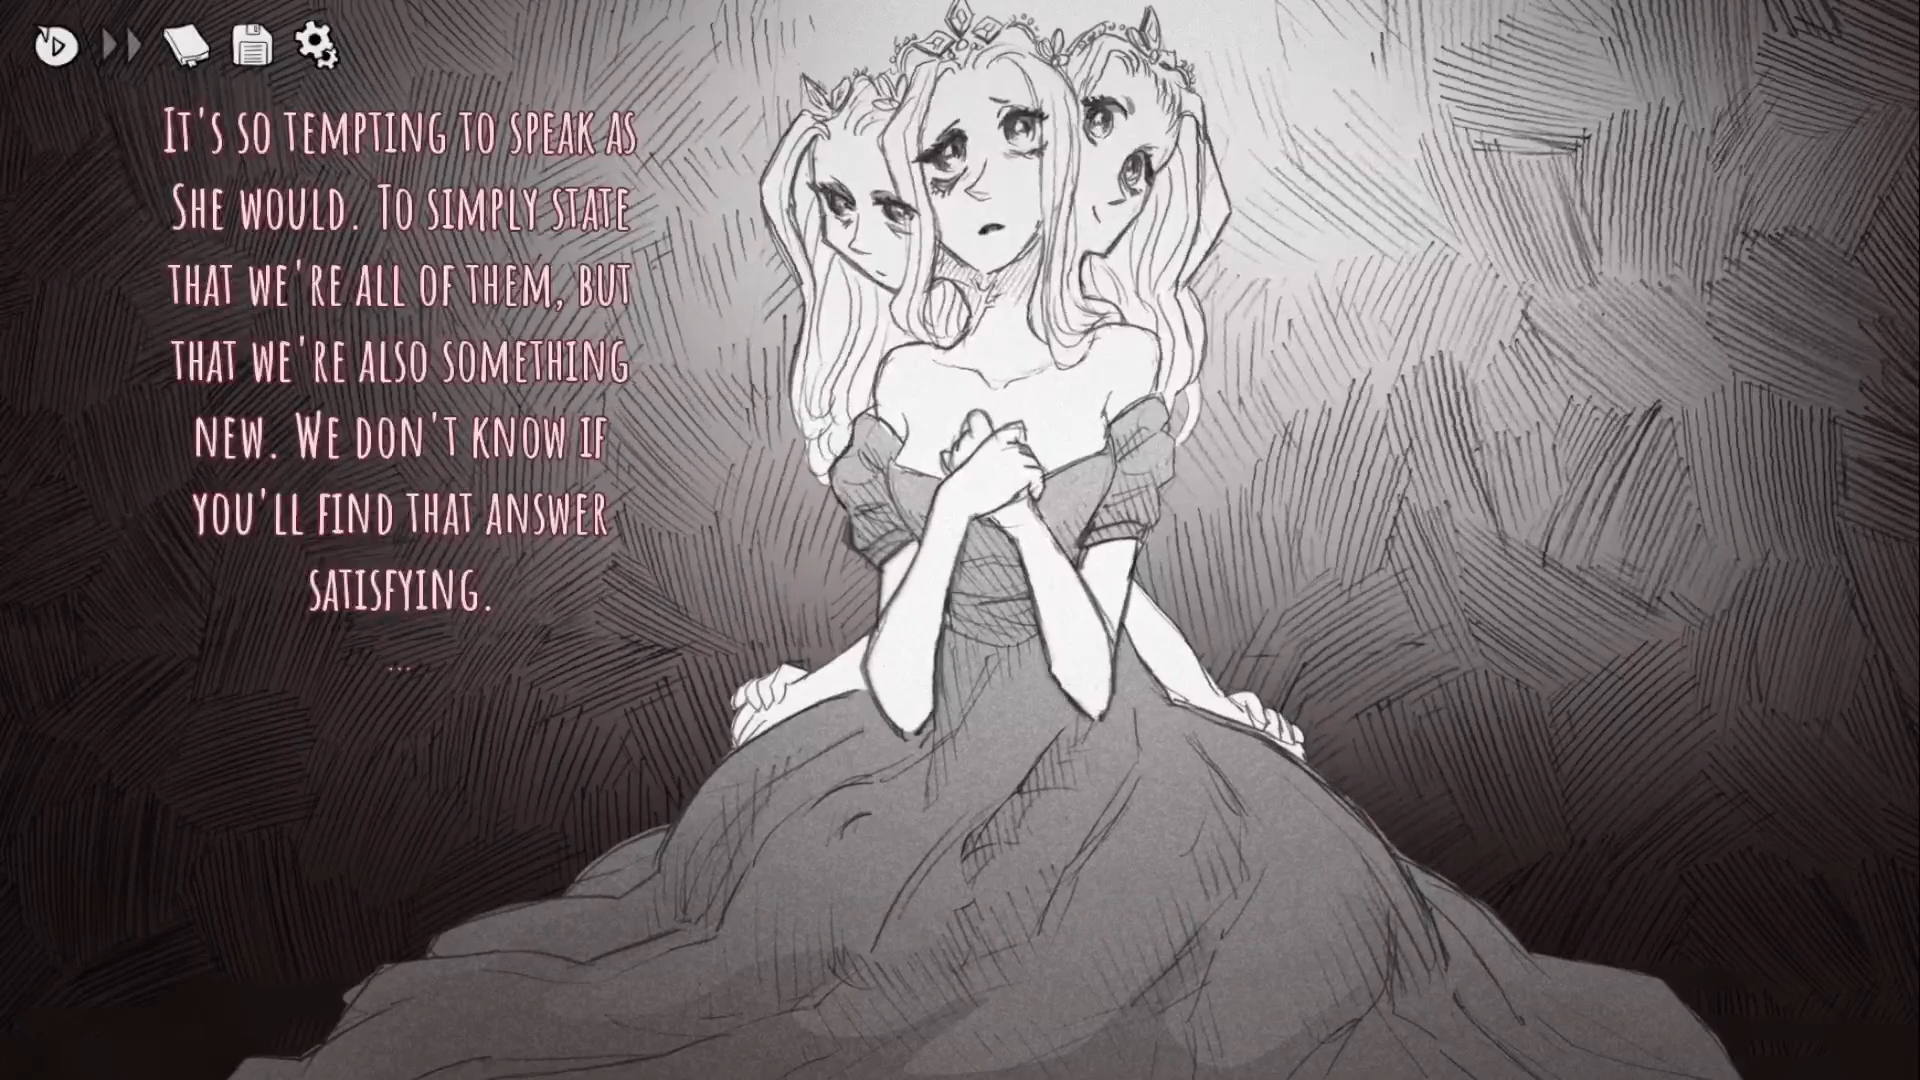 It's so tempting to speak as
She would. To simply state
that we're all of them, but
that we're also something
new. We don't know if
you'll find that answer
satisfying.
...